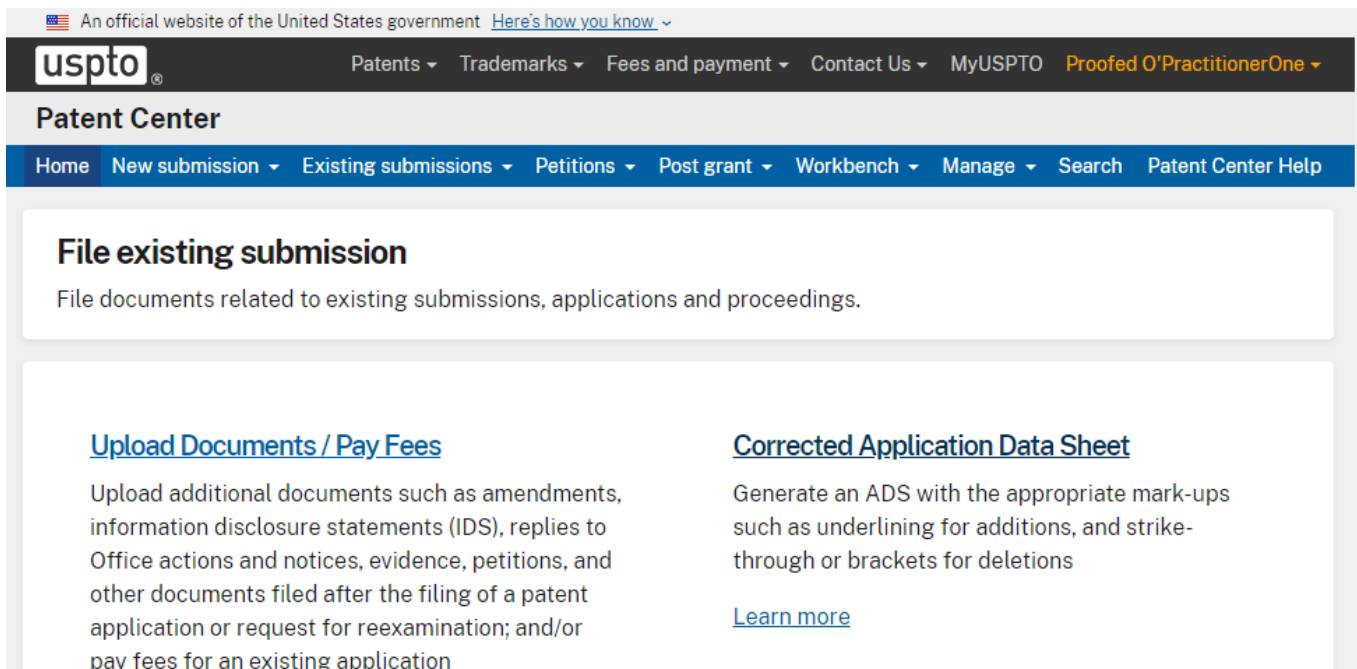 An official website of the United States government Here's how you know
uspto ®
Patents Trademarks Fees and payment Contact Us MyUSPTO Proofed O'PractitionerOne
Patent Center
Home New submission Existing submissions Petitions Post grant Workbench Manage Search Patent Center Help
File existing submission
File documents related to existing submissions, applications and proceedings.
Upload Documents / Pay Fees
Upload additional documents such as amendments,
information disclosure statements (IDS), replies to
Office actions and notices, evidence, petitions, and
other documents filed after the filing of a patent
application or request for reexamination; and/or
pay fees for an existing application
Corrected Application Data Sheet
Generate an ADS with the appropriate mark-ups
such as underlining for additions, and strike-
through or brackets for deletions
Learn more